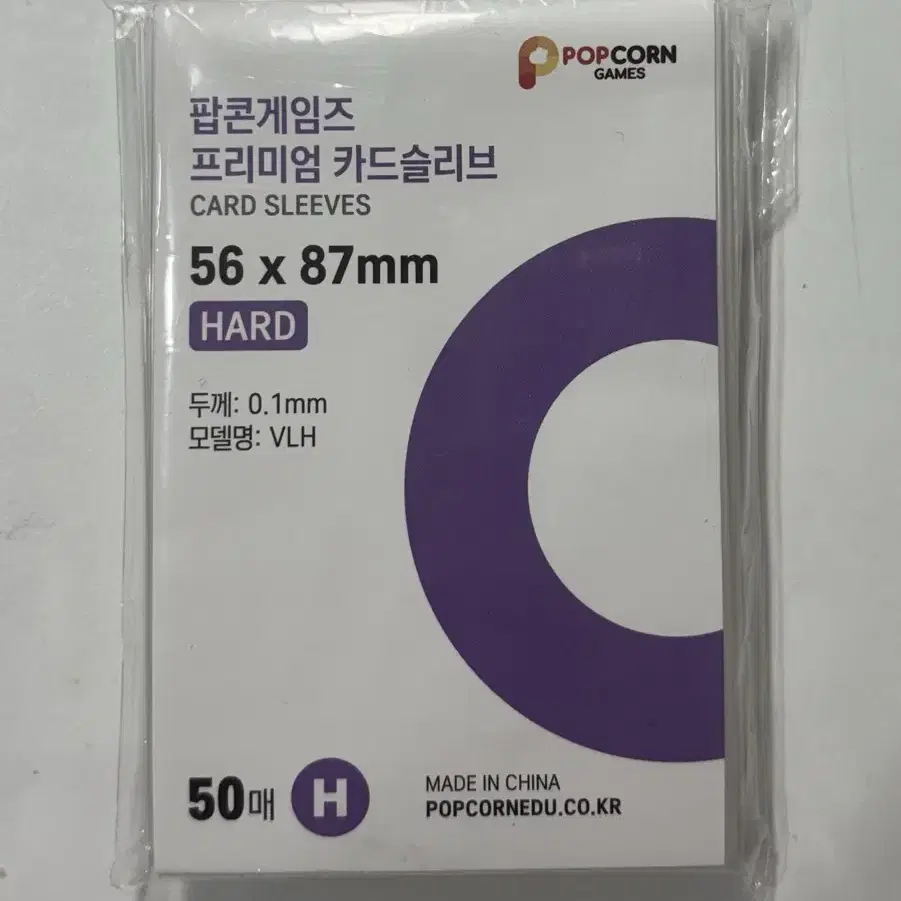 POPCORN
GAMES
팝콘게임즈
프리미엄 카드슬리브
CARD SLEEVES
56 x 87mm
HARD
두께: 0.1mm
모델명: VLH
50매 H
MADE IN CHINA
POPCORNEDU.CO.KR